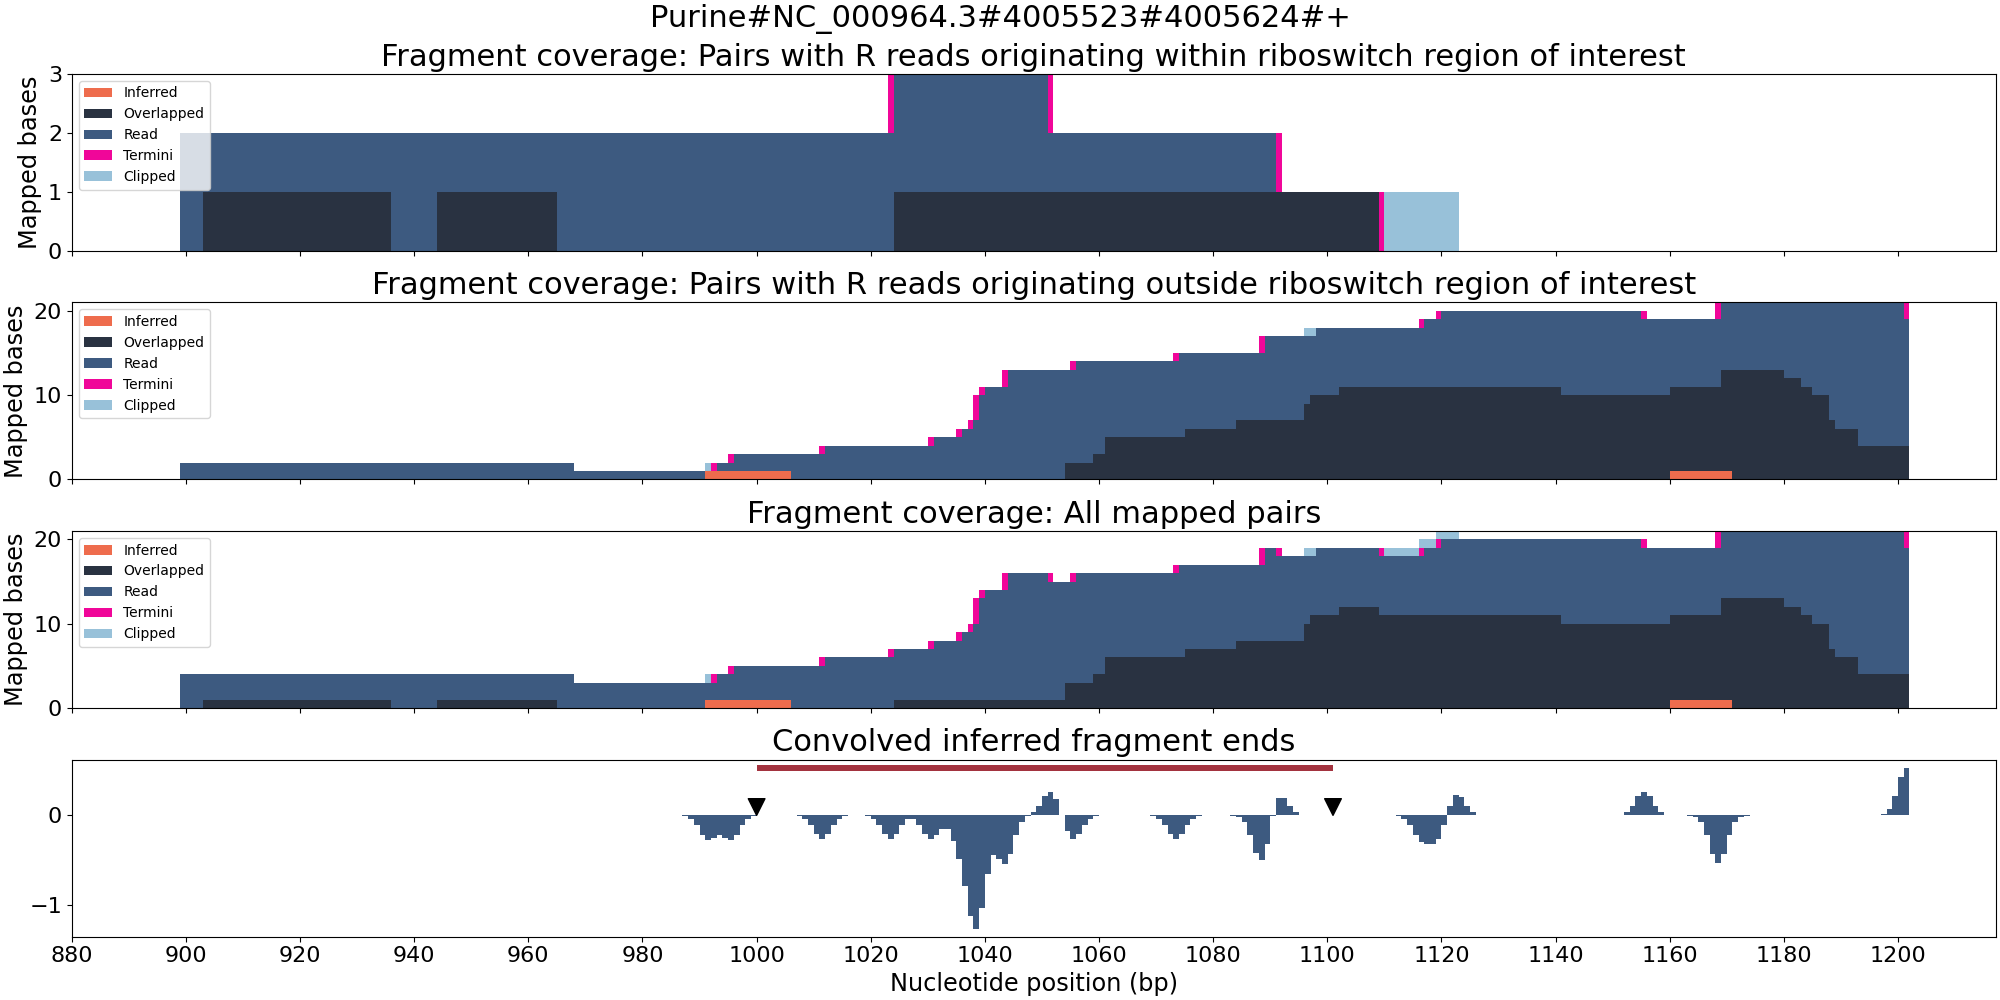 Purine#NC_000964.3#4005523#4005624#+
Fragment coverage: Pairs with R reads originating within riboswitch region of interest
Mapped bases
3
2
1
0
Inferred
Overlapped
Read
Termini
Clipped
Fragment coverage: Pairs with R reads originating outside riboswitch region of interest
Mapped bases
20
10
0
Inferred
Overlapped
Read
Termini
Clipped
Fragment coverage: All mapped pairs
Mapped bases
20
10
0
Inferred
Overlapped
Read
Termini
Clipped
Convolved inferred fragment ends
0
−1
880 900 920 940 960 980 1000 1020 1040 1060 1080 1100 1120 1140 1160 1180 1200
Nucleotide position (bp)